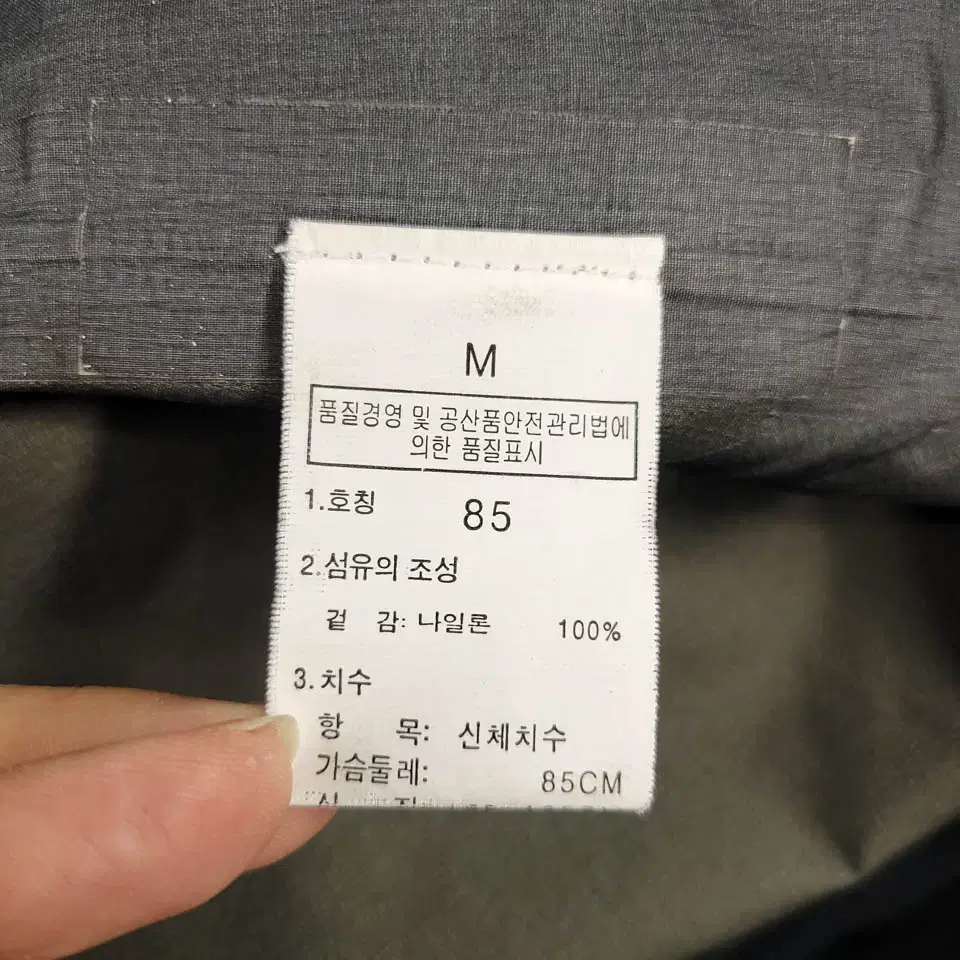 M
품질경영 및 공산품안전관리법에
의한 품질표시
1.호칭 85
2.섬유의 조성
겉 감: 나일론 100%
3.치수
항 목: 신체치수
가슴둘레: 85CM